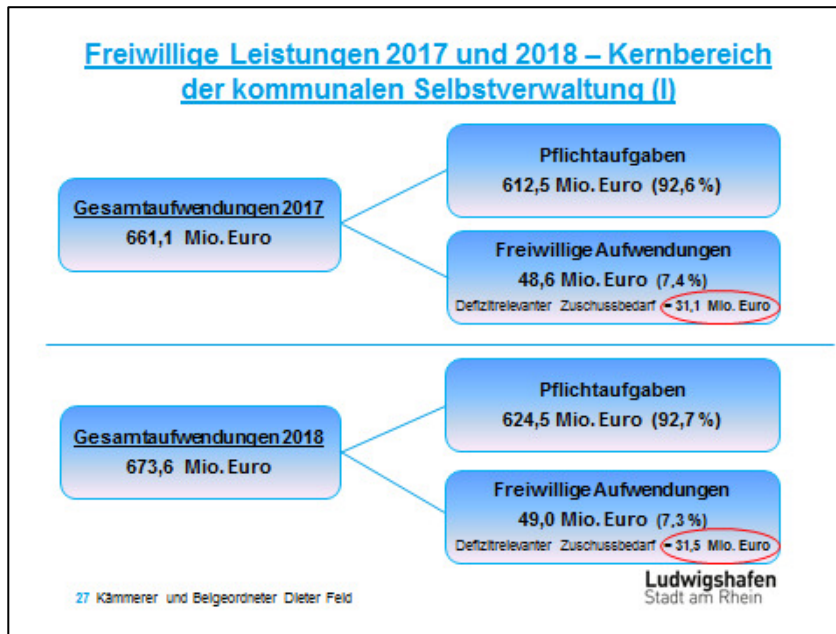 Freiwillige Leistungen 2017 und 2018 – Kernbereich
der kommunalen Selbstverwaltung (I)
Gesamtaufwendungen 2017
661,1 Mio. Euro
Pflichtaufgaben
612,5 Mio. Euro (92,6 %)
Freiwillige Aufwendungen
48,6 Mio. Euro (7,4 %)
Defizitrelevanter Zuschussbedarf = 31,1 Mio. Euro
Gesamtaufwendungen 2018
673,6 Mio. Euro
Pflichtaufgaben
624,5 Mio. Euro (92,7 %)
Freiwillige Aufwendungen
49,0 Mio. Euro (7,3 %)
Defizitrelevanter Zuschussbedarf = 31,5 Mio. Euro
27 Kämmerer und Beigeordneter Dieter Feid
Ludwigshafen
Stadt am Rhein